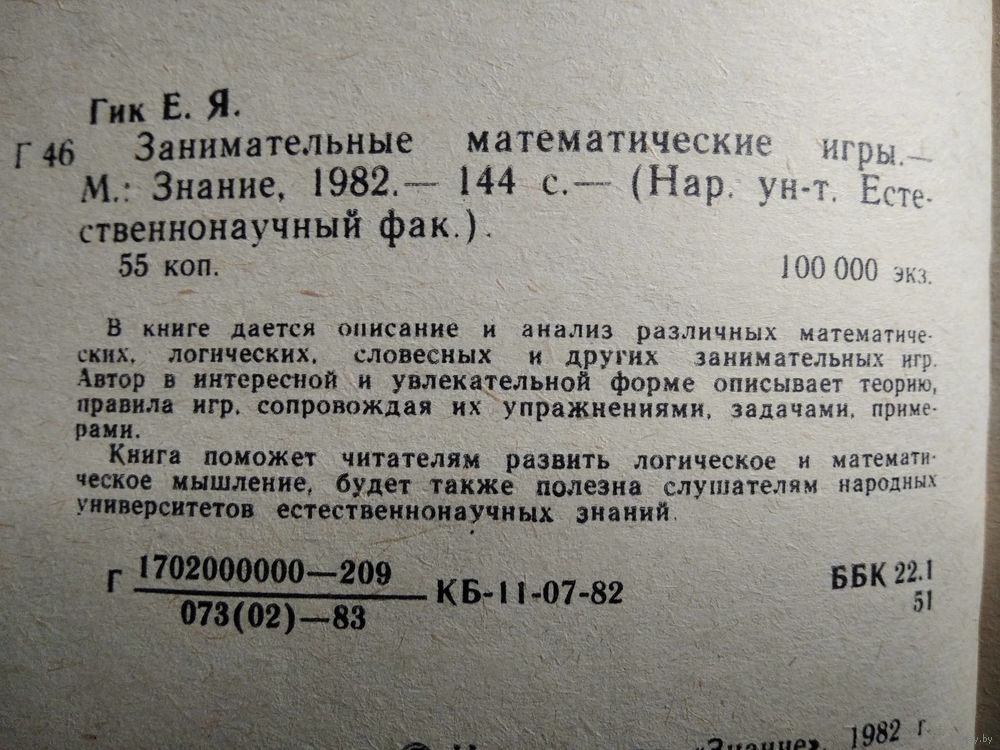 Гик Е. Я.
Г 46 Занимательные математические игры.—
М.: Знание, 1982.— 144 с.— (Нар. ун-т. Есте-
ственнонаучный фак.).
55 коп. 100 000 экз.
В книге дается описание и анализ различных математиче-
ских, логических, словесных и других занимательных игр.
Автор в интересной и увлекательной форме описывает теорию,
правила игр, сопровождая их упражнениями, задачами, приме-
рами.
Книга поможет читателям развить логическое и математи-
ческое мышление, будет также полезна слушателям народных
университетов естественнонаучных знаний.
Г 1702000000—209 КБ-11-07-82 ББК 22.1
073(02)—83 51
«Знание», 1982 г.